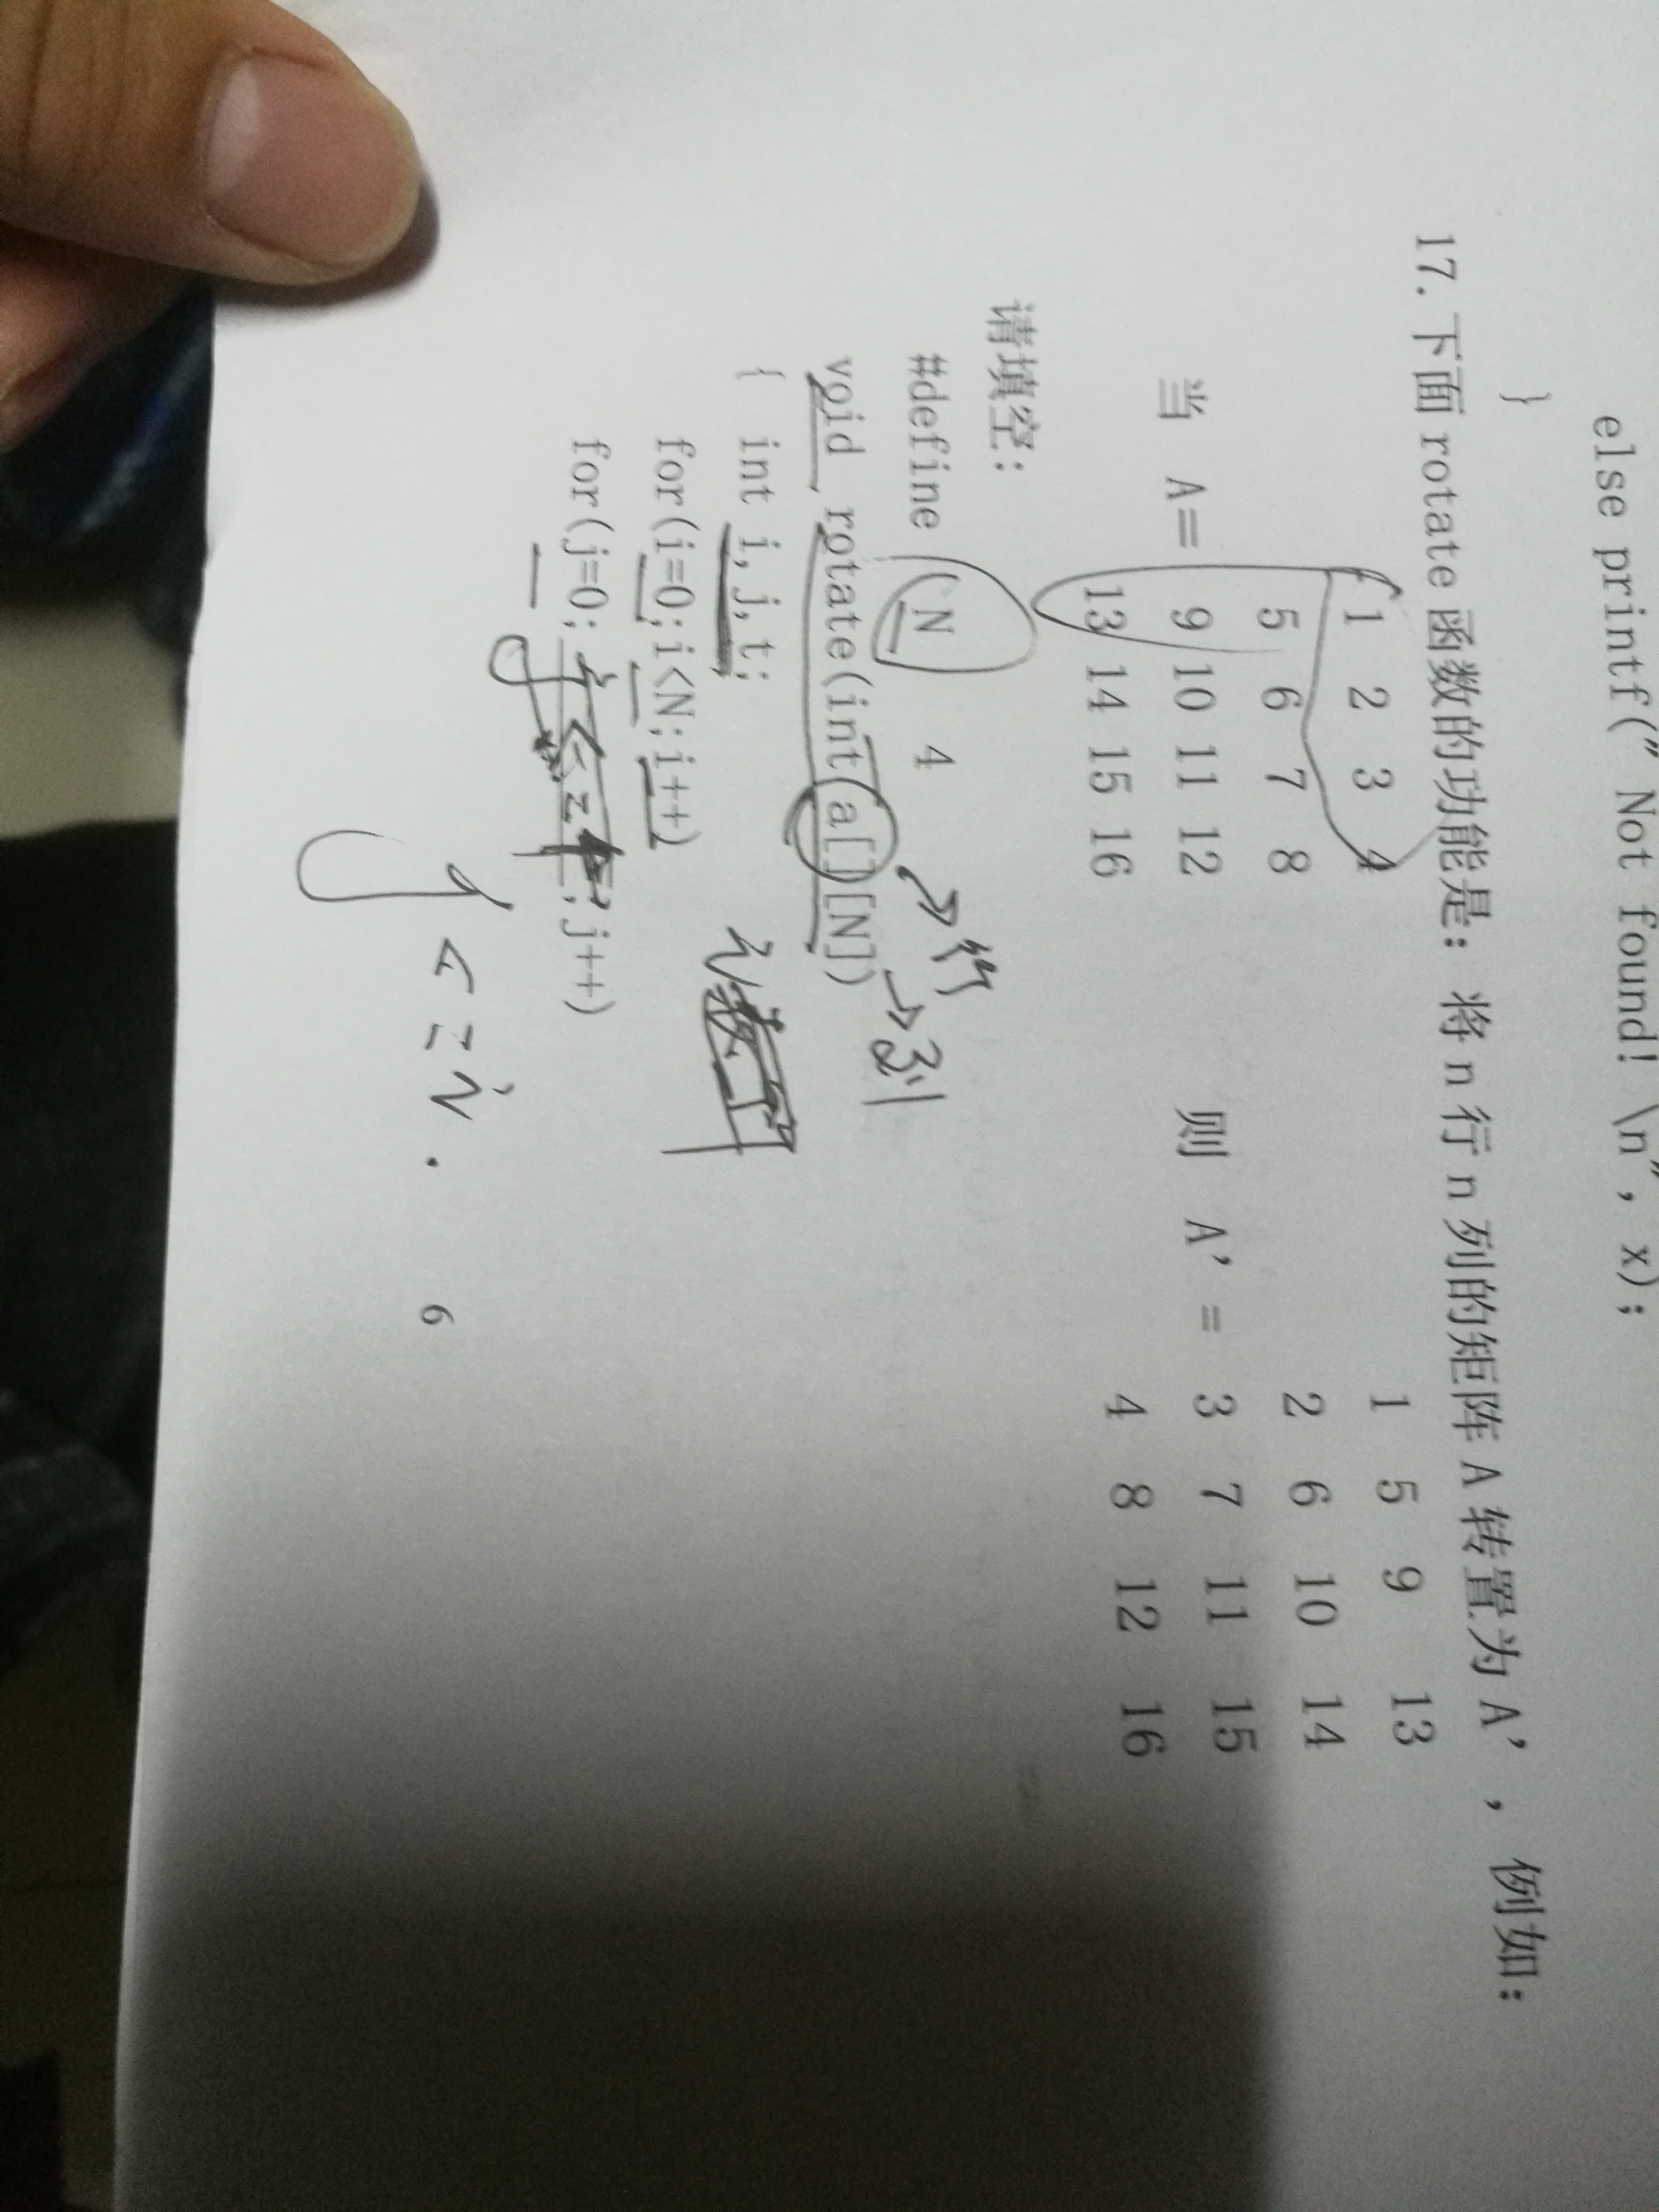 else printf("Not found! \n", x);
}
17. 下面 rotate 函数的功能是：将 n 行 n 列的矩阵 A 转置为 A'，例如：
1 2 3 4 1 5 9 13
5 6 7 8 2 6 10 14
当 A= 9 10 11 12 则 A' = 3 7 11 15
13 14 15 16 4 8 12 16
请填空：
#define N 4
→行
→列
void rotate(int a[][N])
{ int i,j,t;
for(i=0;i<N;i++)
for(j=0; ;j++)
j<=i.
6